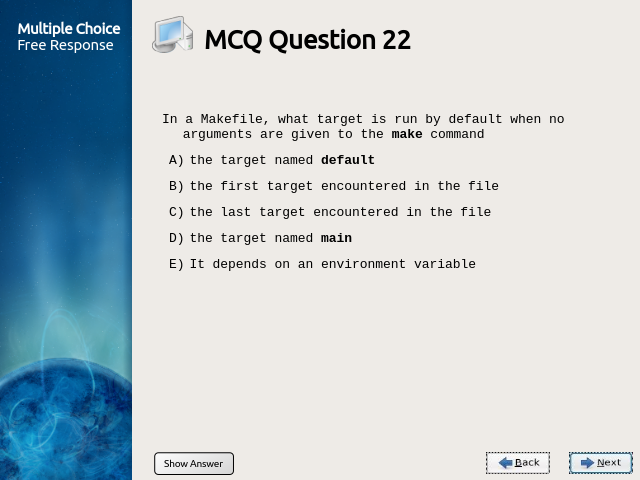 Multiple Choice
Free Response
MCQ Question 22
In a Makefile, what target is run by default when no
arguments are given to the make command
A) the target named default
B) the first target encountered in the file
C) the last target encountered in the file
D) the target named main
E) It depends on an environment variable
Show Answer
Back
Next